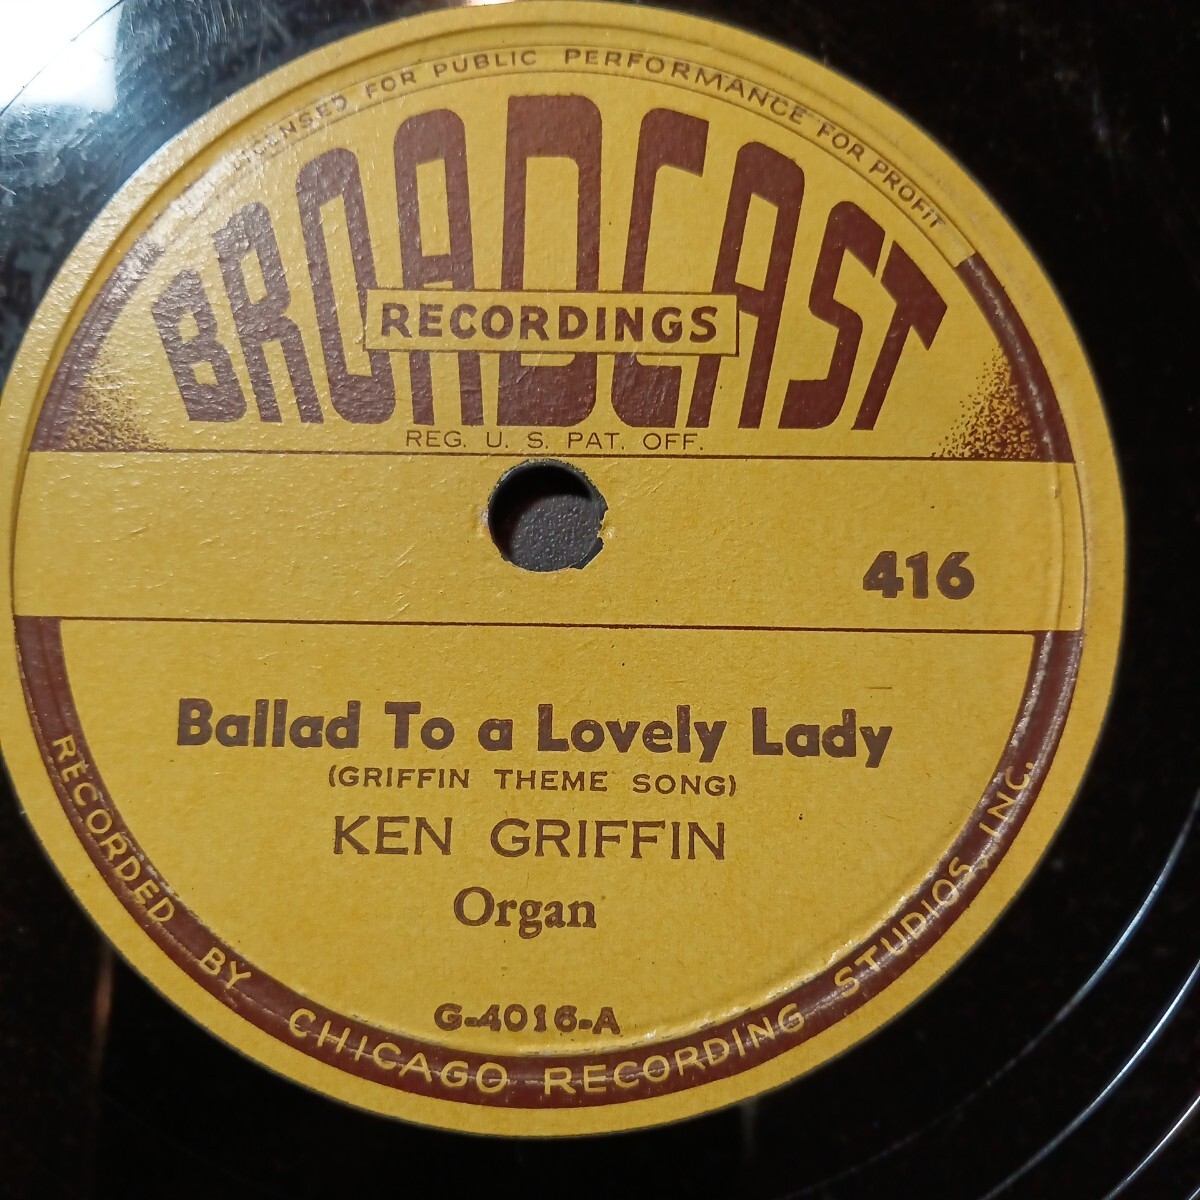 LICENSED FOR PUBLIC PERFORMANCE FOR PROFIT
BROADCAST
RECORDINGS
REG. U. S. PAT. OFF.
416
Ballad To a Lovely Lady
(GRIFFIN THEME SONG)
KEN GRIFFIN
Organ
G-4016-A
RECORDED BY CHICAGO RECORDING STUDIOS, INC.